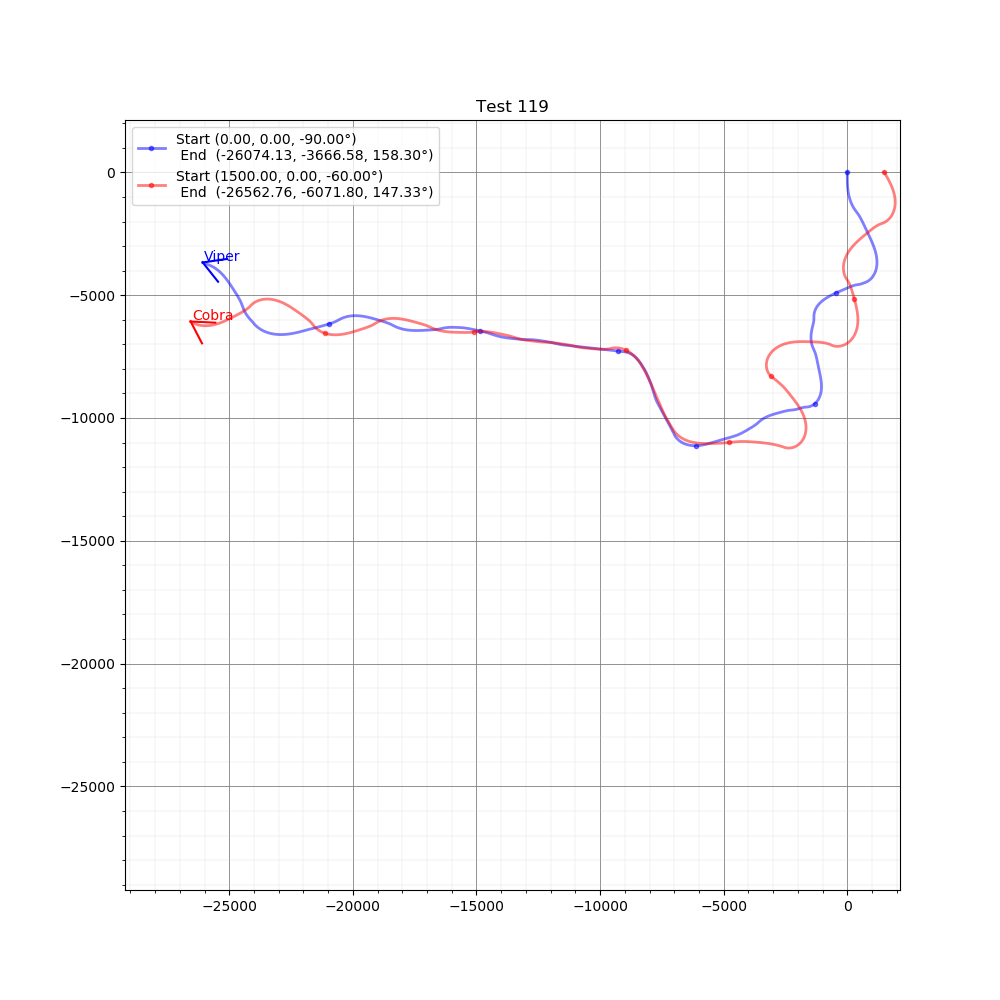 Test 119
Start (0.00, 0.00, -90.00°)
End  (-26074.13, -3666.58, 158.30°)
Start (1500.00, 0.00, -60.00°)
End  (-26562.76, -6071.80, 147.33°)
0
Viper
−5000
Cobra
−10000
−15000
−20000
−25000
−25000 −20000 −15000 −10000 −5000 0